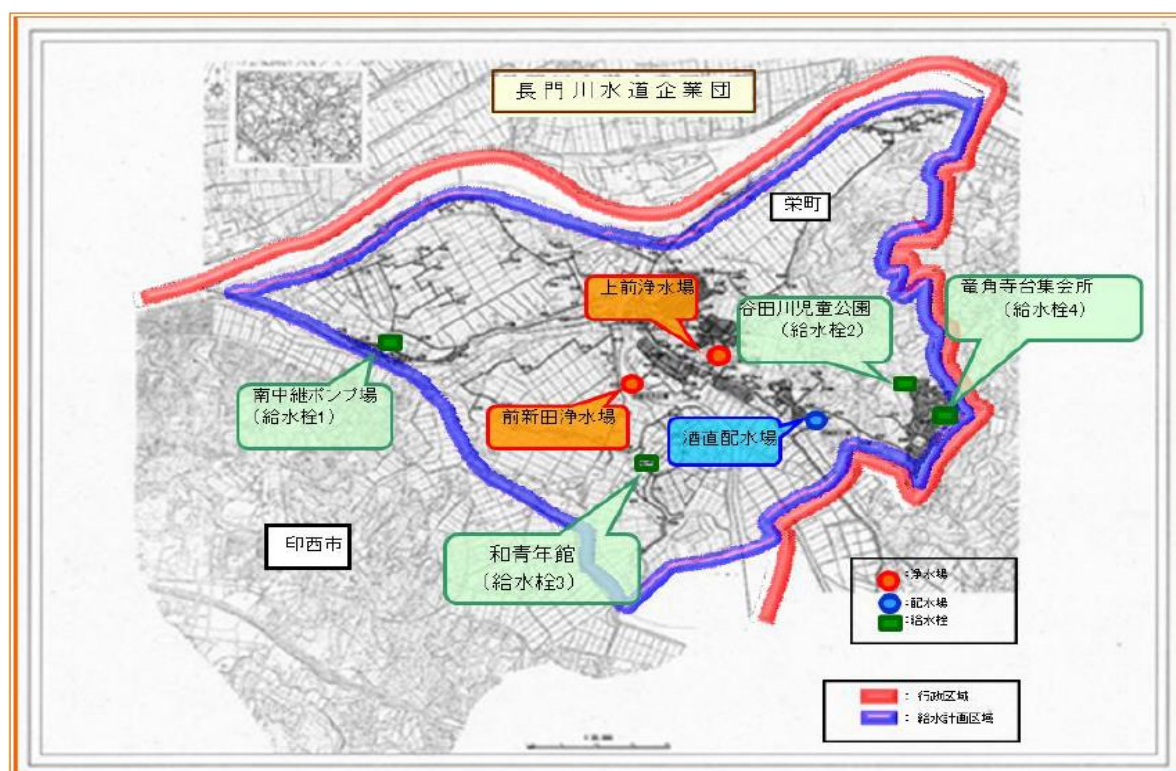 長門川水道企業団
栄町
上前浄水場
谷田川児童公園
(給水栓2)
竜角寺台集会所
(給水栓4)
南中継ポンプ場
(給水栓1)
前新田浄水場
酒直配水場
和青年館
(給水栓3)
印西市
:浄水場
:配水場
:給水栓
: 行政区域
: 給水計画区域